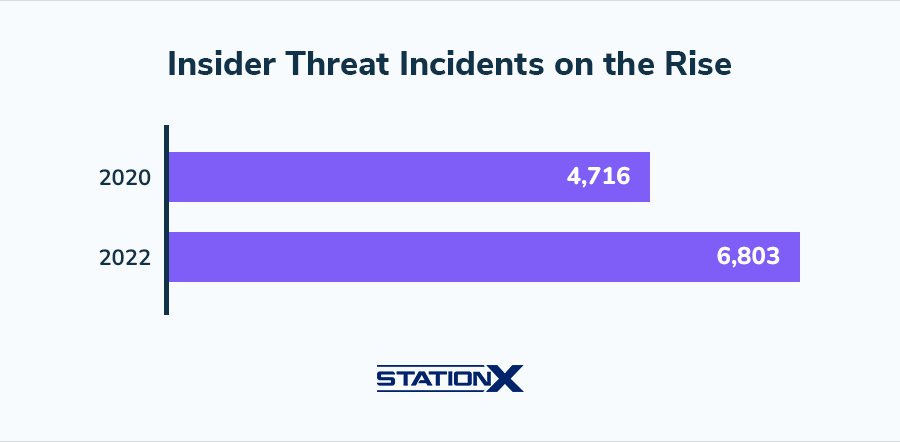 Insider Threat Incidents on the Rise
2020
4,716
2022
6,803
STATIONX